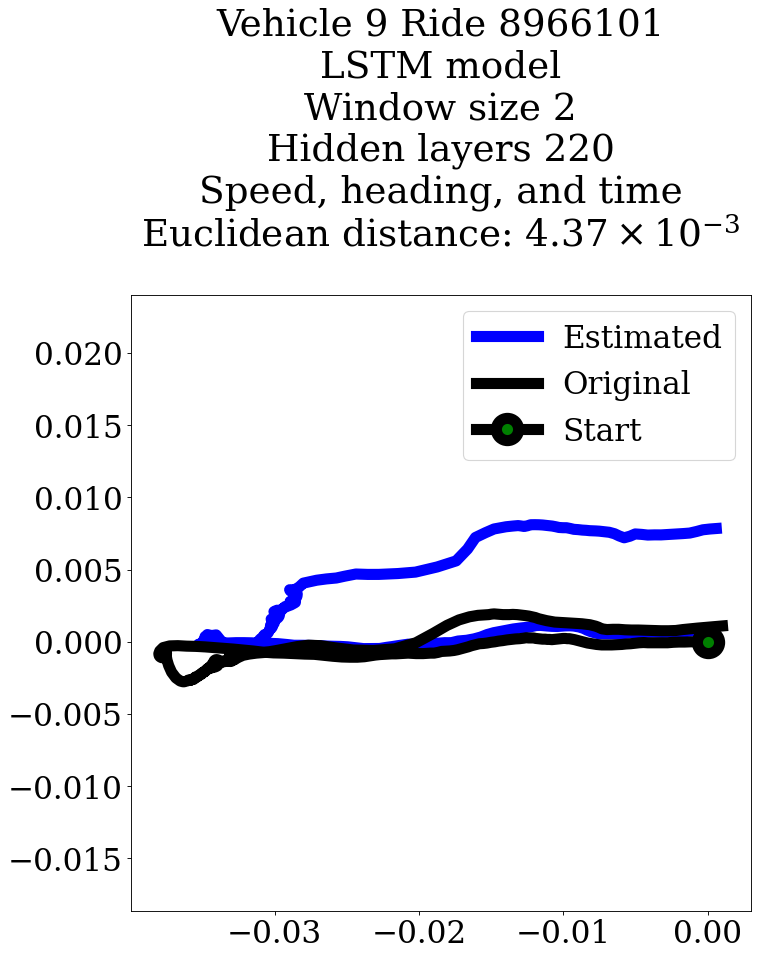 Vehicle 9 Ride 8966101
LSTM model
Window size 2
Hidden layers 220
Speed, heading, and time
Euclidean distance: 4.37 × 10⁻³
Estimated
Original
Start
0.020
0.015
0.010
0.005
0.000
−0.005
−0.010
−0.015
−0.03 −0.02 −0.01 0.00